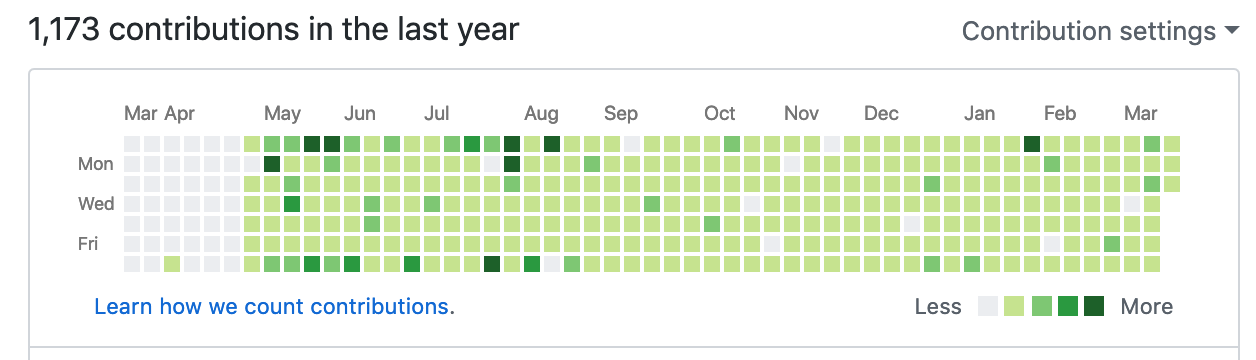 1,173 contributions in the last year
Contribution settings
Mar Apr May Jun Jul Aug Sep Oct Nov Dec Jan Feb Mar
Mon
Wed
Fri
Learn how we count contributions.
Less More